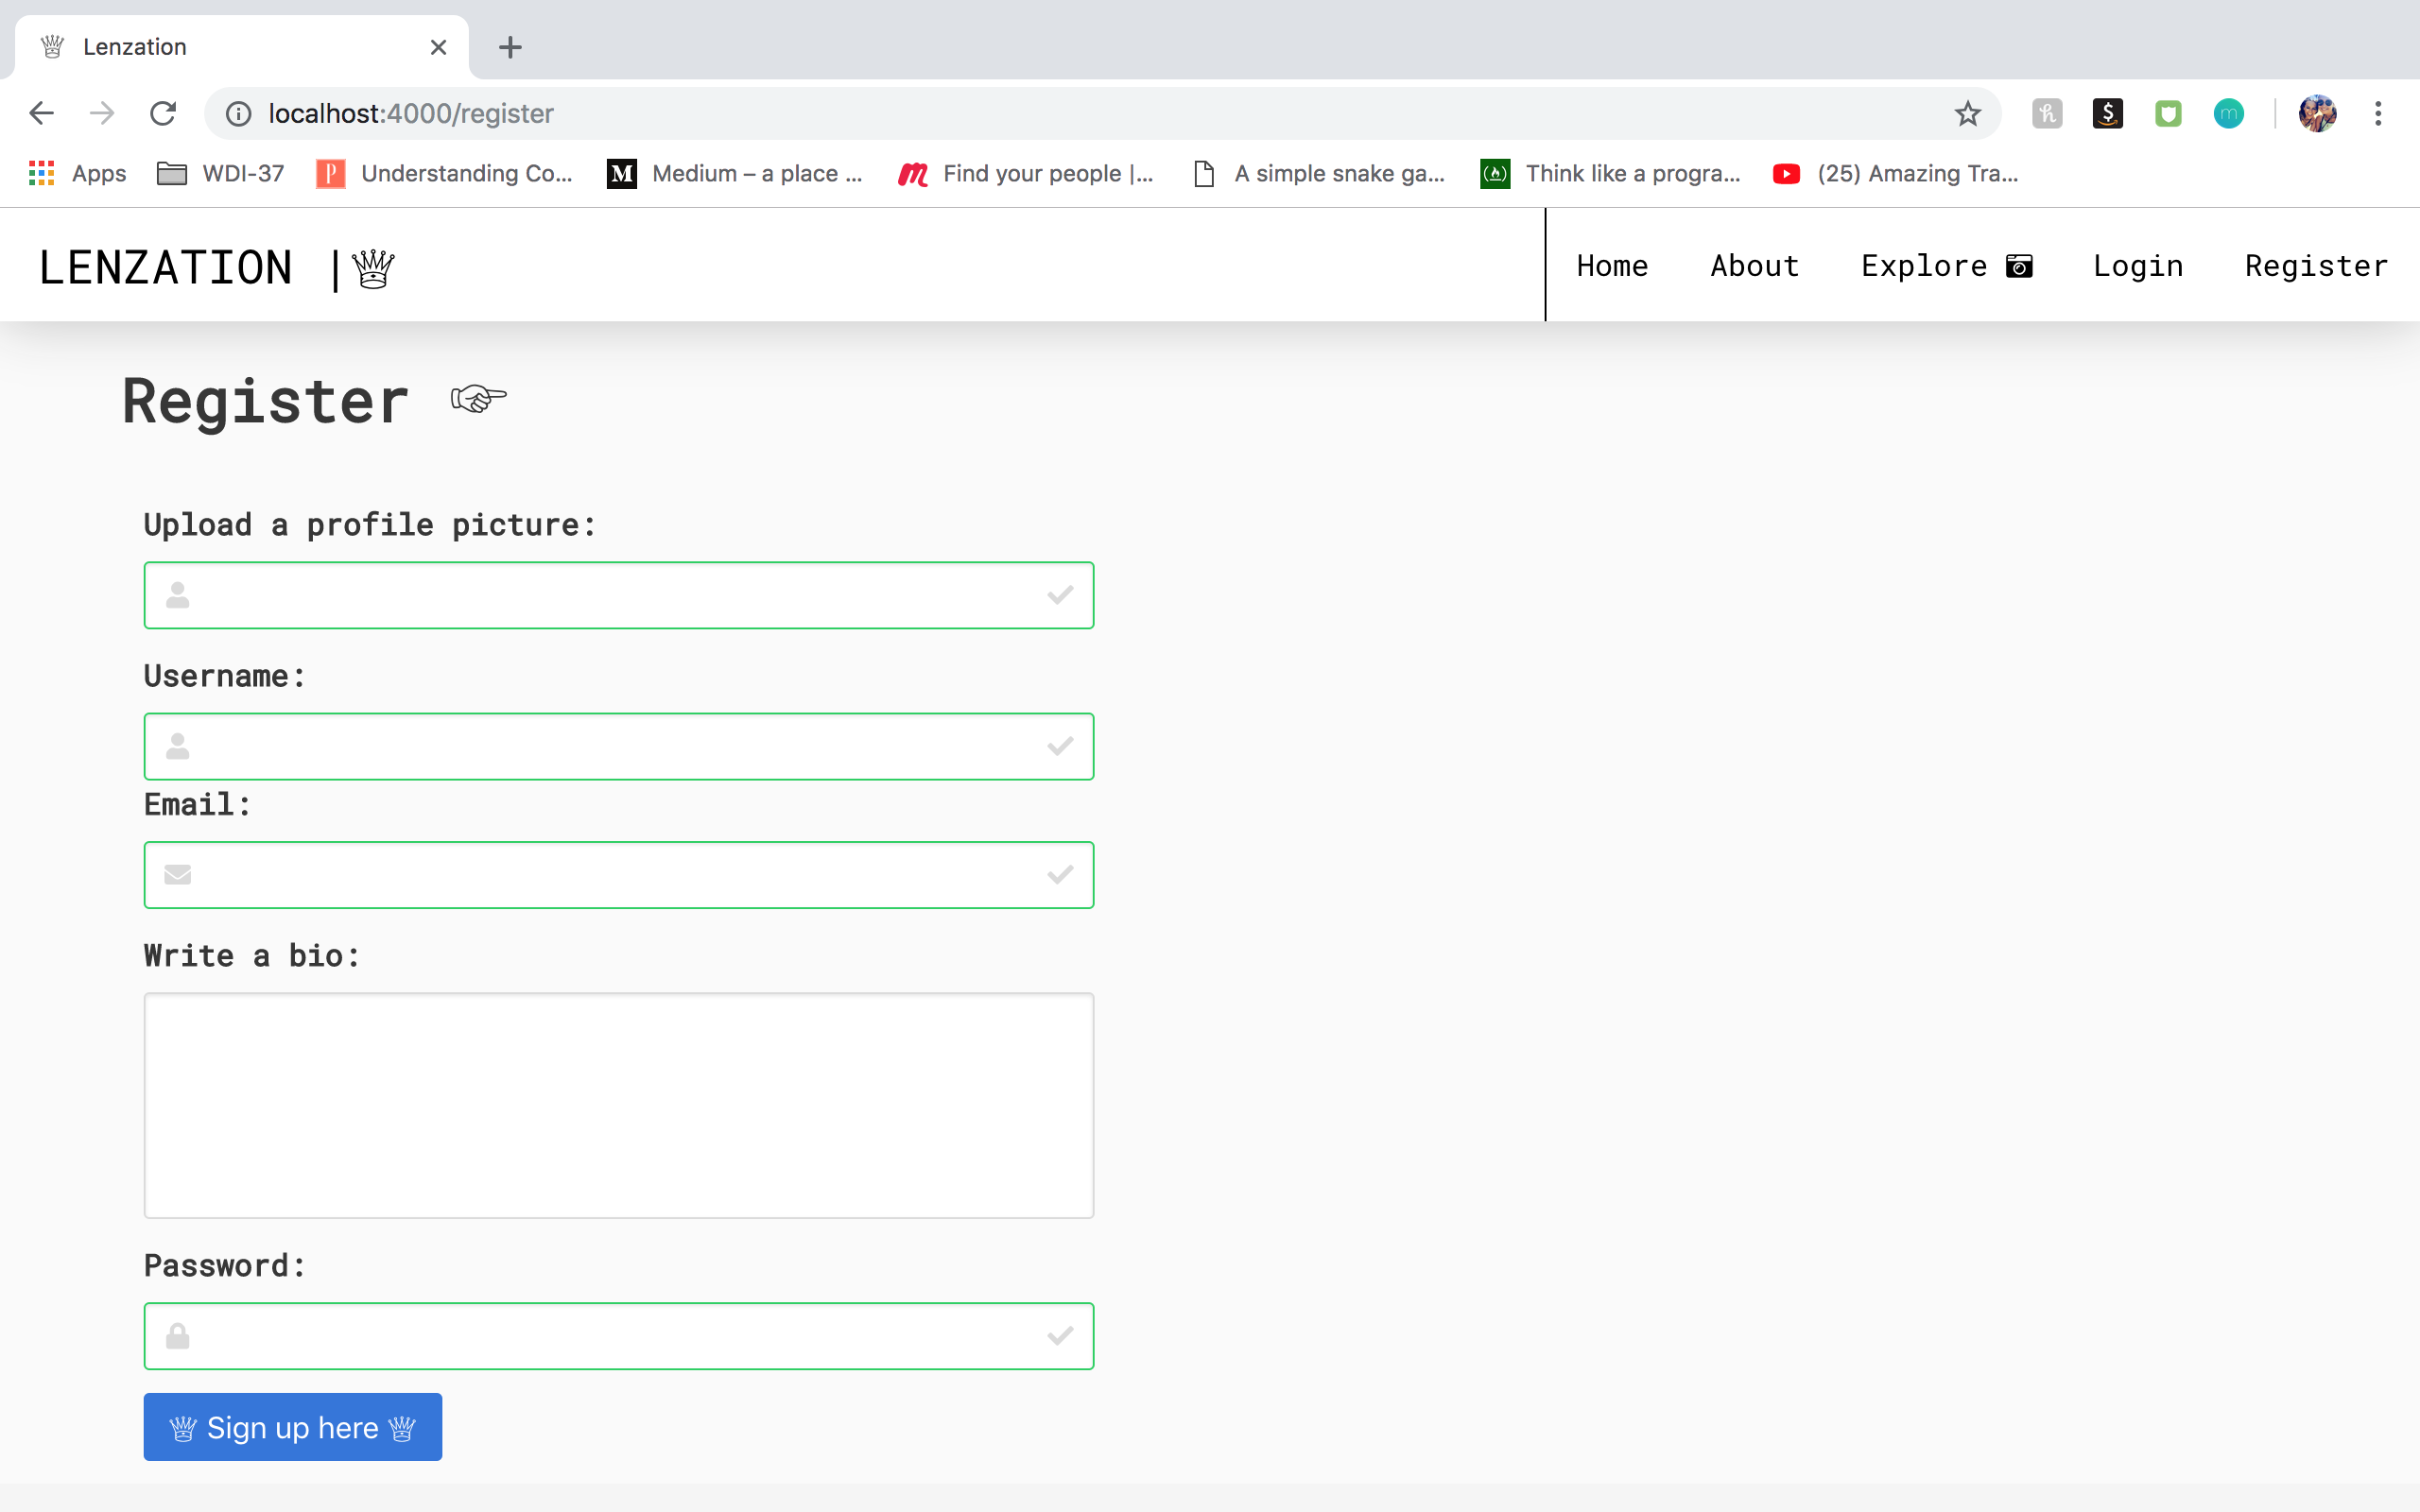 Lenzation
localhost:4000/register
Apps WDI-37 Understanding Co... Medium – a place ... Find your people |... A simple snake ga... Think like a progra... (25) Amazing Tra...
LENZATION |♕ Home About Explore Login Register
Register ☞
Upload a profile picture:
Username:
Email:
Write a bio:
Password:
♕ Sign up here ♕